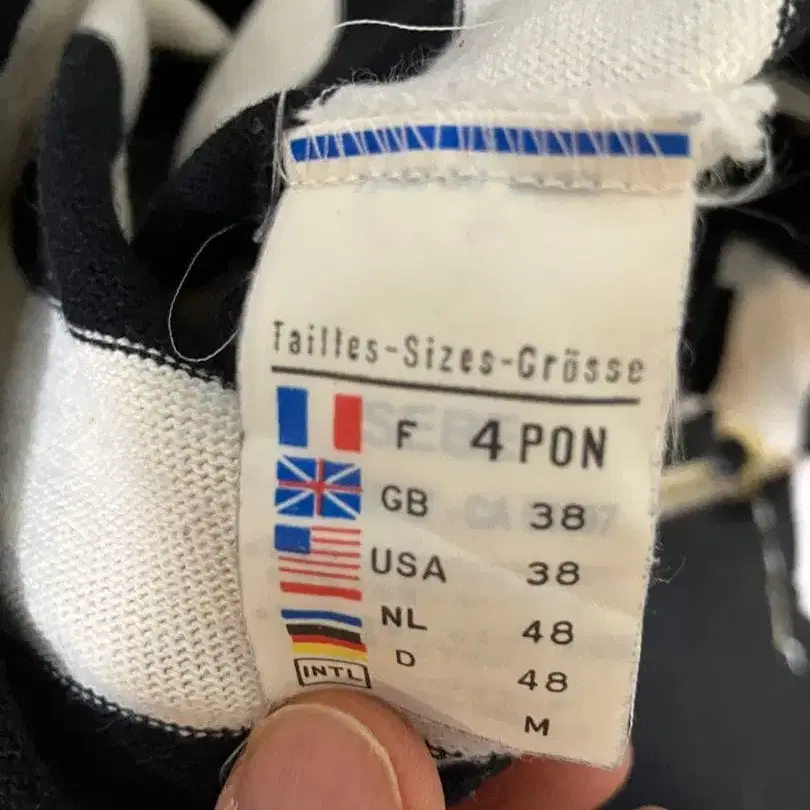 Tailles-Sizes-Grösse
F 4 PON
GB 38
USA 38
NL 48
D 48
INTL M